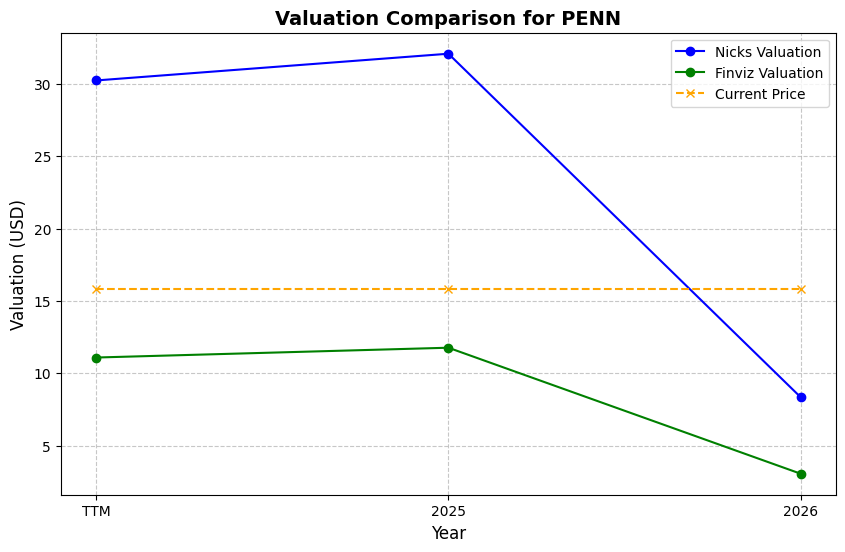 Valuation Comparison for PENN
Nicks Valuation
Finviz Valuation
Current Price
Valuation (USD)
30
25
20
15
10
5
TTM
2025
2026
Year